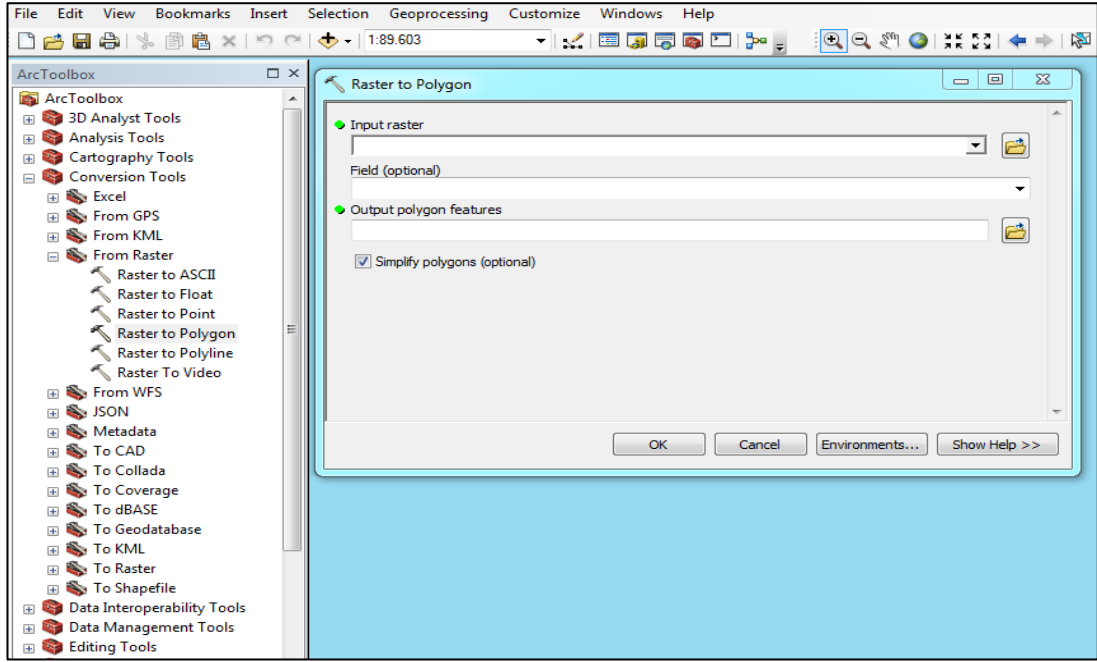 File Edit View Bookmarks Insert Selection Geoprocessing Customize Windows Help
1:89.603
ArcToolbox
ArcToolbox
3D Analyst Tools
Analysis Tools
Cartography Tools
Conversion Tools
Excel
From GPS
From KML
From Raster
Raster to ASCII
Raster to Float
Raster to Point
Raster to Polygon
Raster to Polyline
Raster To Video
From WFS
JSON
Metadata
To CAD
To Collada
To Coverage
To dBASE
To Geodatabase
To KML
To Raster
To Shapefile
Data Interoperability Tools
Data Management Tools
Editing Tools
Raster to Polygon
Input raster
Field (optional)
Output polygon features
Simplify polygons (optional)
OK Cancel Environments... Show Help >>